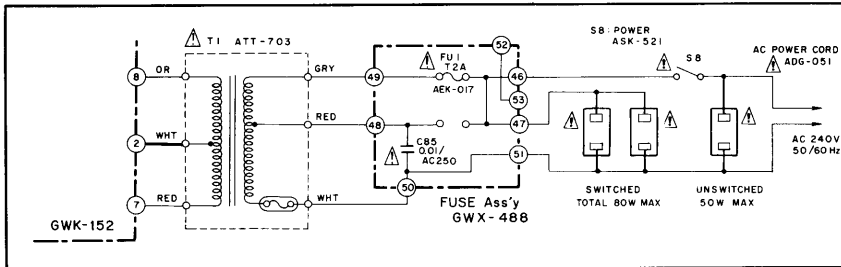 T1 ATT-703
8
OR
2
WHT
7
RED
GWK-152
GRY
RED
WHT
52
FU1
T2A
AEK-017
49
46
53
48
47
C85
0.01/
AC250
51
50
FUSE Ass'y
GWX-488
S8: POWER
ASK-521
S8
AC POWER CORD
ADG-051
AC 240V
50/60Hz
SWITCHED
TOTAL 80W MAX
UNSWITCHED
50W MAX